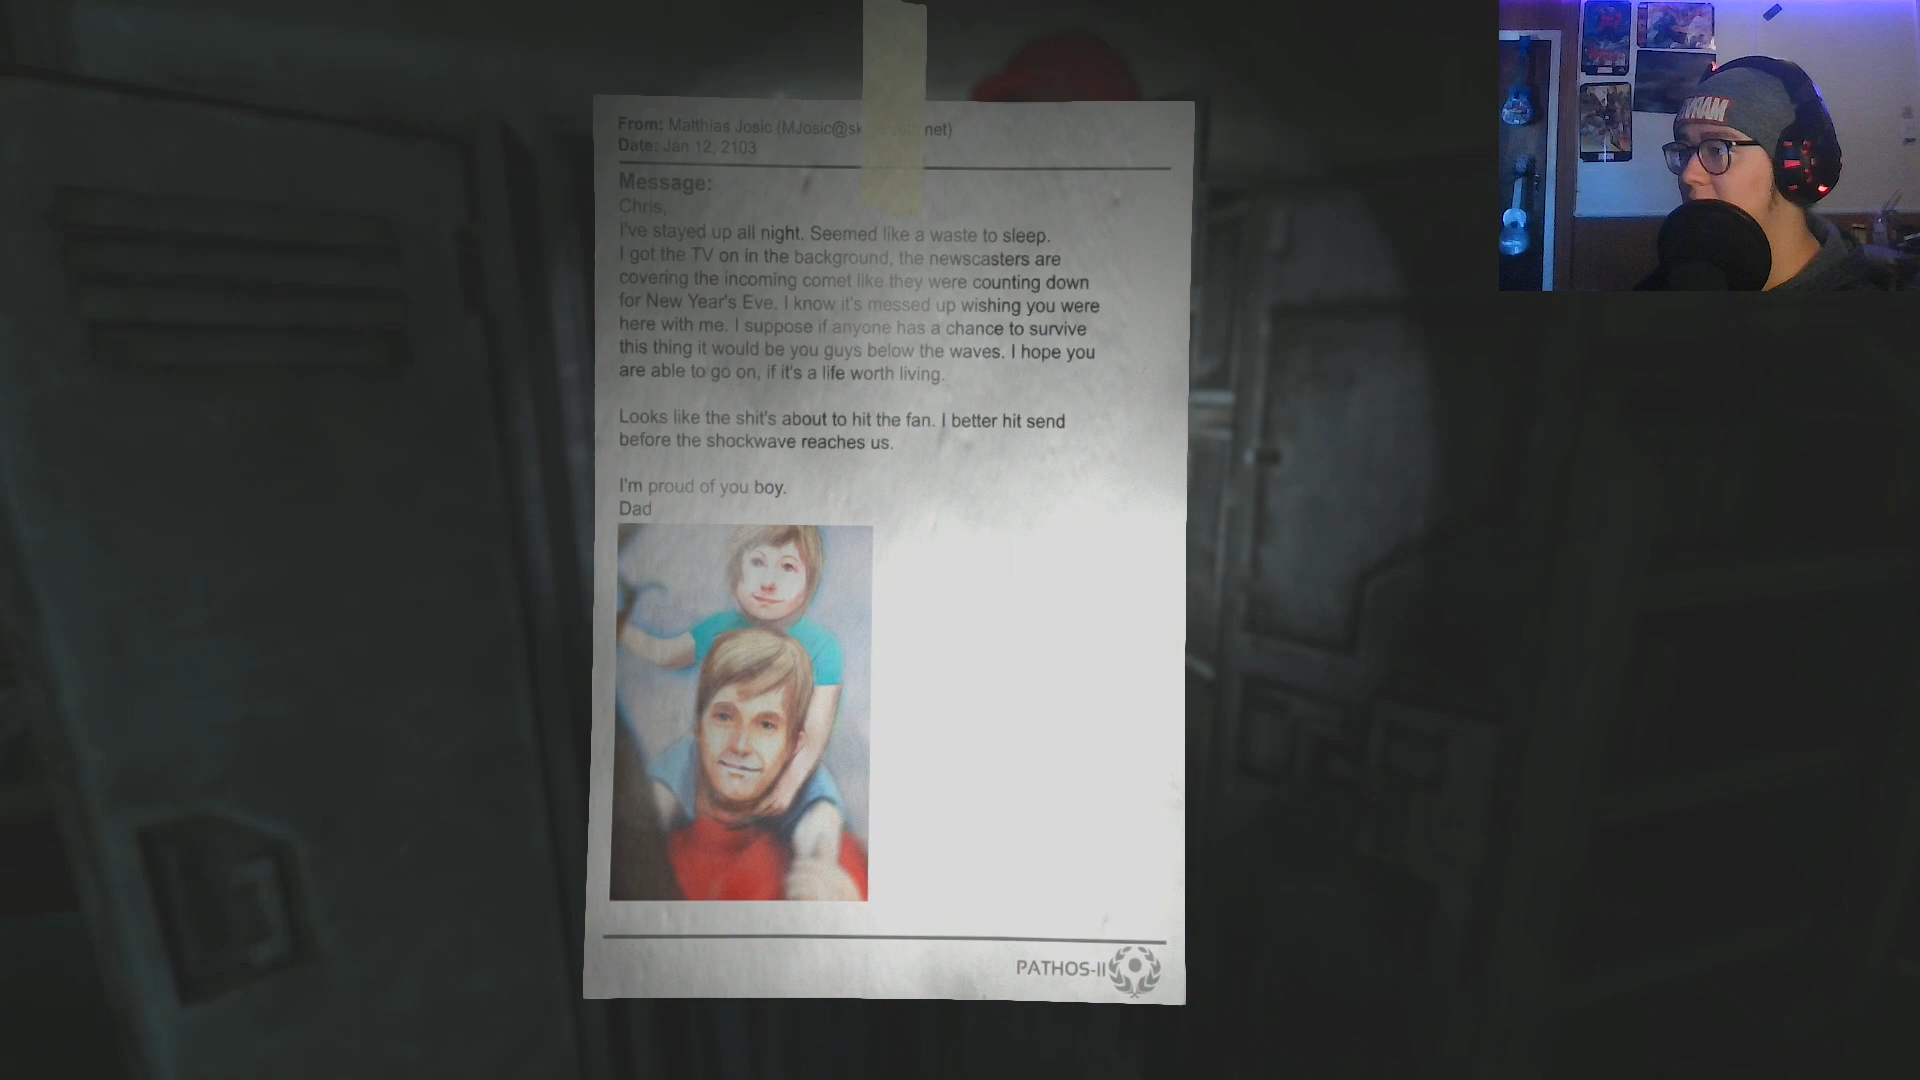 From: Matthias Josic (MJosic@sk net)
Date: Jan 12, 2103
Message:
Chris,
I've stayed up all night. Seemed like a waste to sleep.
I got the TV on in the background, the newscasters are
covering the incoming comet like they were counting down
for New Year's Eve. I know it's messed up wishing you were
here with me. I suppose if anyone has a chance to survive
this thing it would be you guys below the waves. I hope you
are able to go on, if it's a life worth living.
Looks like the shit's about to hit the fan. I better hit send
before the shockwave reaches us.
I'm proud of you boy.
Dad
PATHOS-II